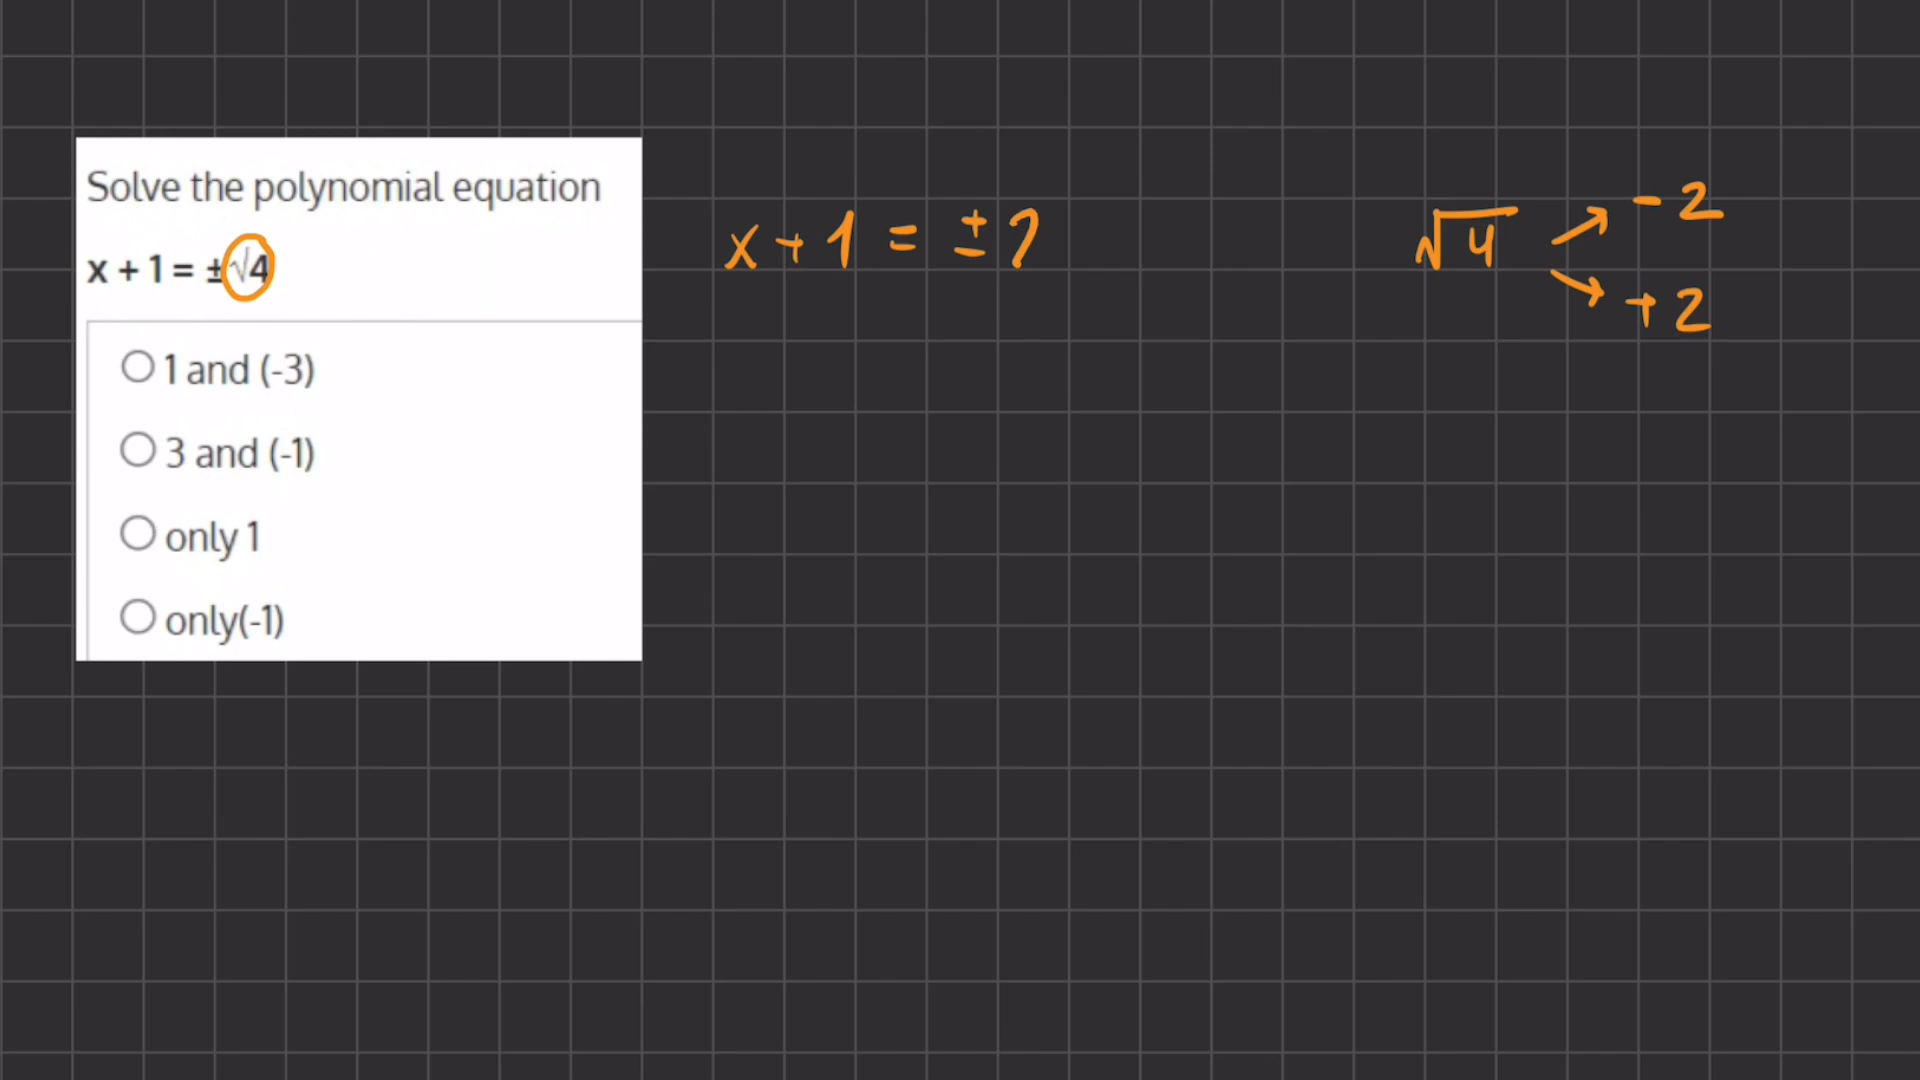 Solve the polynomial equation
x + 1 = ±√4
1 and (-3)
3 and (-1)
only 1
only(-1)
x + 1 = ± 2
√4
- 2
+ 2